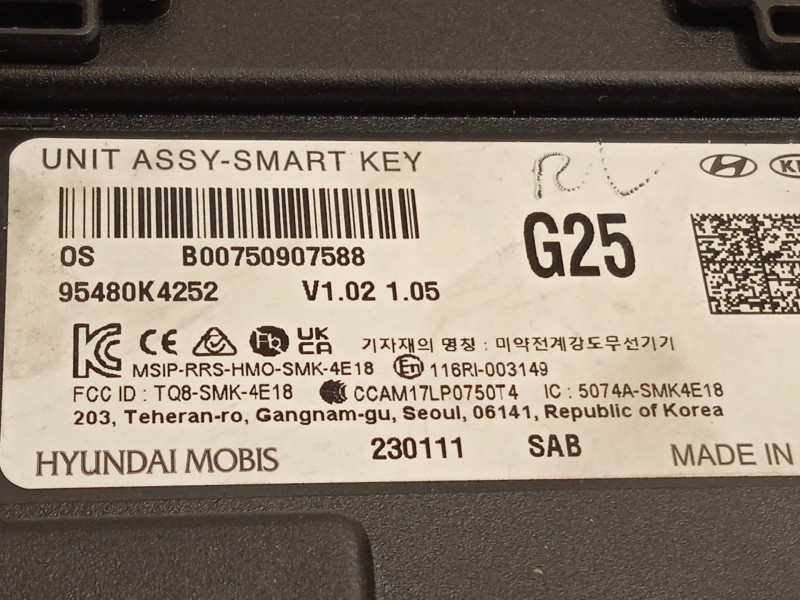 UNIT ASSY-SMART KEY
OS B00750907588
95480K4252 V1.02 1.05
G25
CE UK CA 기자재의 명칭 : 미약전계강도무선기기
MSIP-RRS-HMO-SMK-4E18 116RI-003149
FCC ID : TQ8-SMK-4E18 CCAM17LP0750T4 IC : 5074A-SMK4E18
203, Teheran-ro, Gangnam-gu, Seoul, 06141, Republic of Korea
HYUNDAI MOBIS 230111 SAB MADE IN